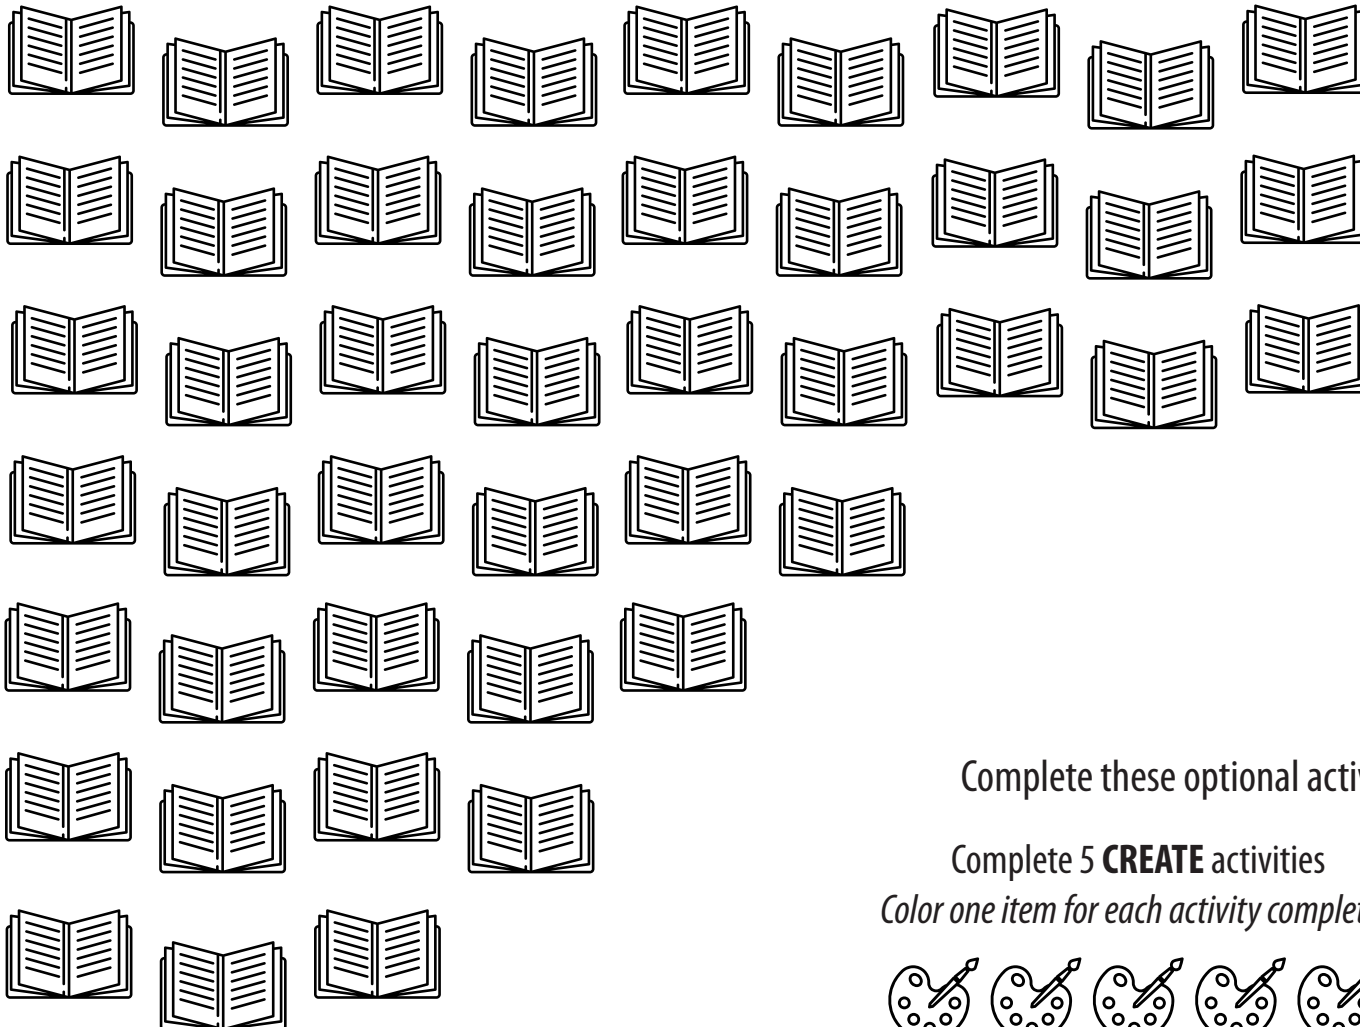 Complete these optional
Complete 5 CREATE activities
Color one item for each activity